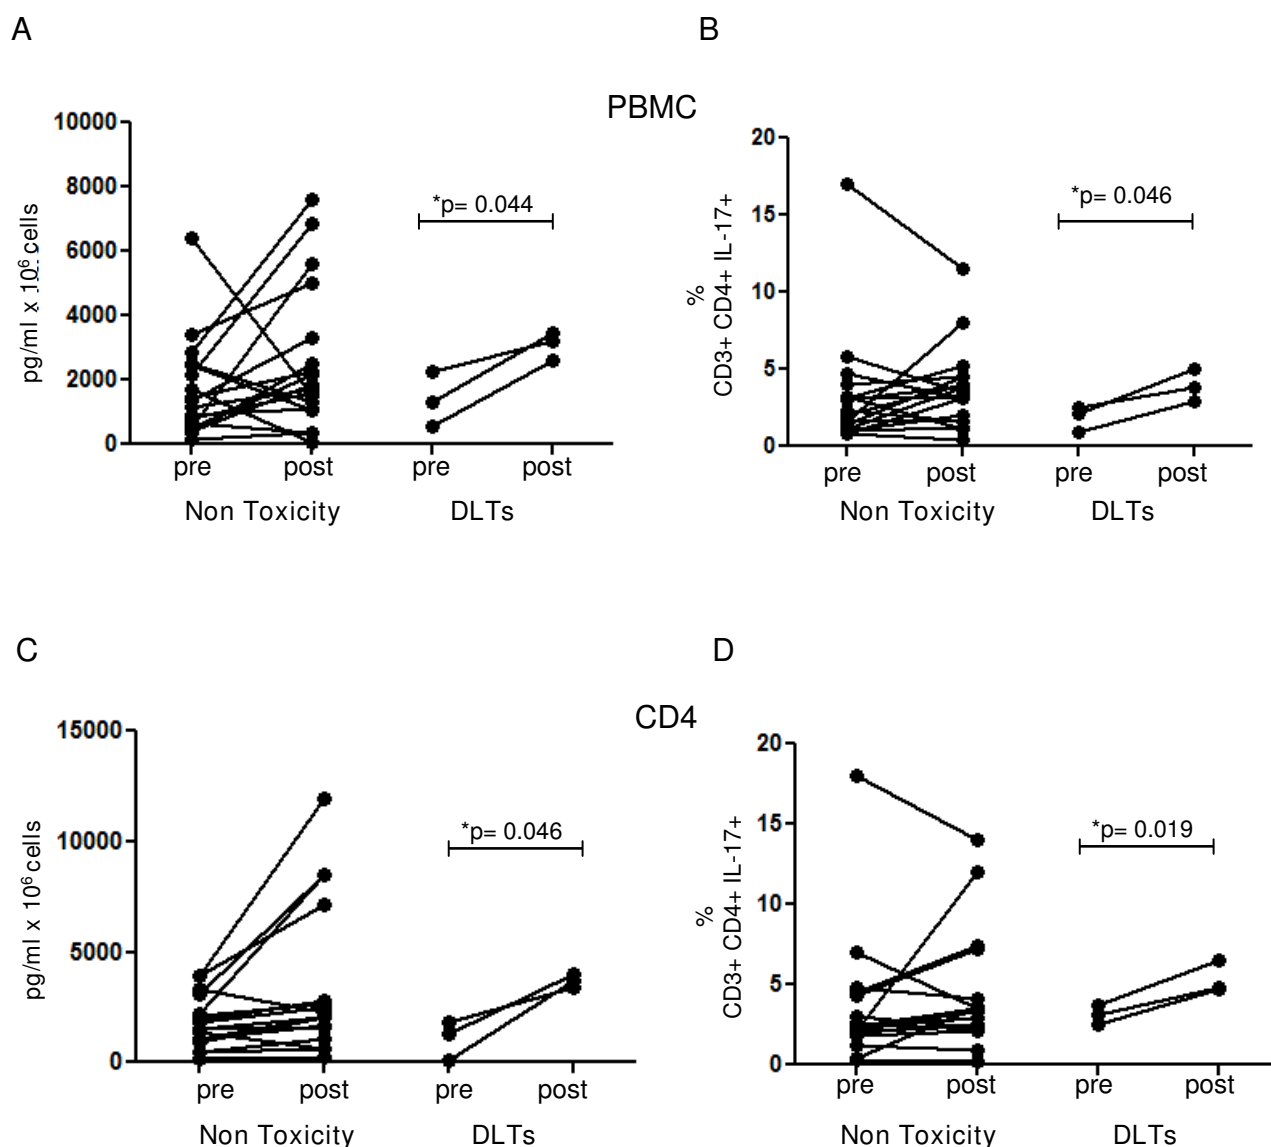 A
B
PBMC
10000
8000
6000
4000
2000
0
pg/ml x 10⁶ cells
*p= 0.044
pre
post
pre
post
Non Toxicity
DLTs
20
15
10
5
0
%
CD3+ CD4+ IL-17+
*p= 0.046
pre
post
pre
post
Non Toxicity
DLTs
C
D
CD4
15000
10000
5000
0
pg/ml x 10⁶ cells
*p= 0.046
pre
post
pre
post
Non Toxicity
DLTs
20
15
10
5
0
%
CD3+ CD4+ IL-17+
*p= 0.019
pre
post
pre
post
Non Toxicity
DLTs